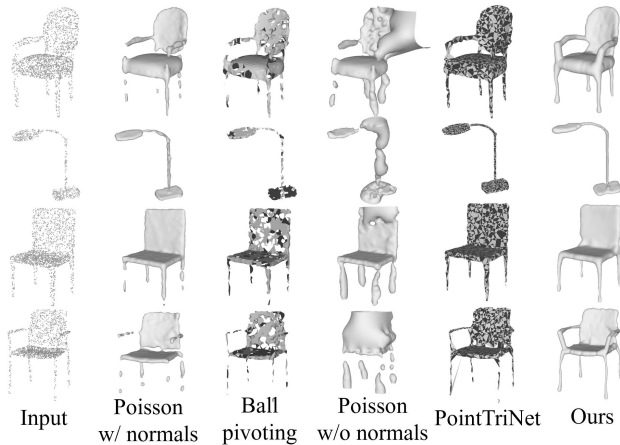 Input
Poisson
w/ normals
Ball
pivoting
Poisson
w/o normals
PointTriNet
Ours